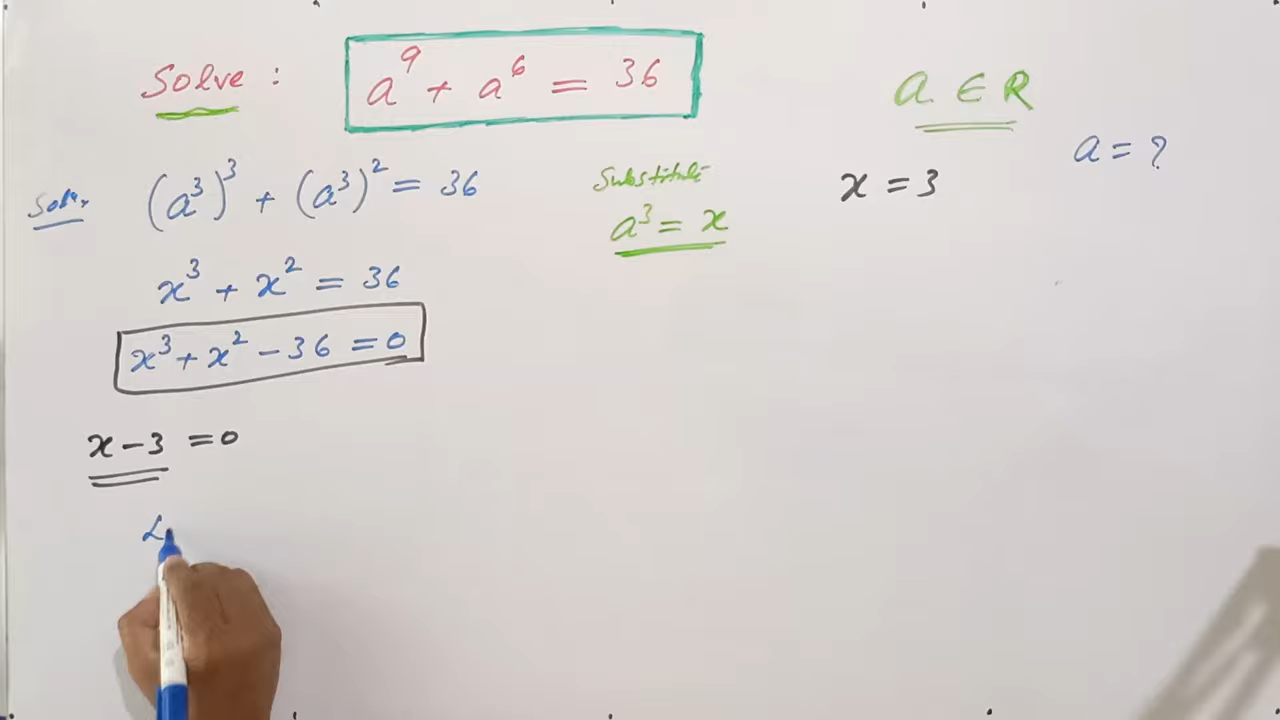 Solve : a⁹ + a⁶ = 36
a ∈ R
a = ?
Soln. (a³)³ + (a³)² = 36
Substitute
a³ = x
x = 3
x³ + x² = 36
x³ + x² − 36 = 0
x − 3 = 0